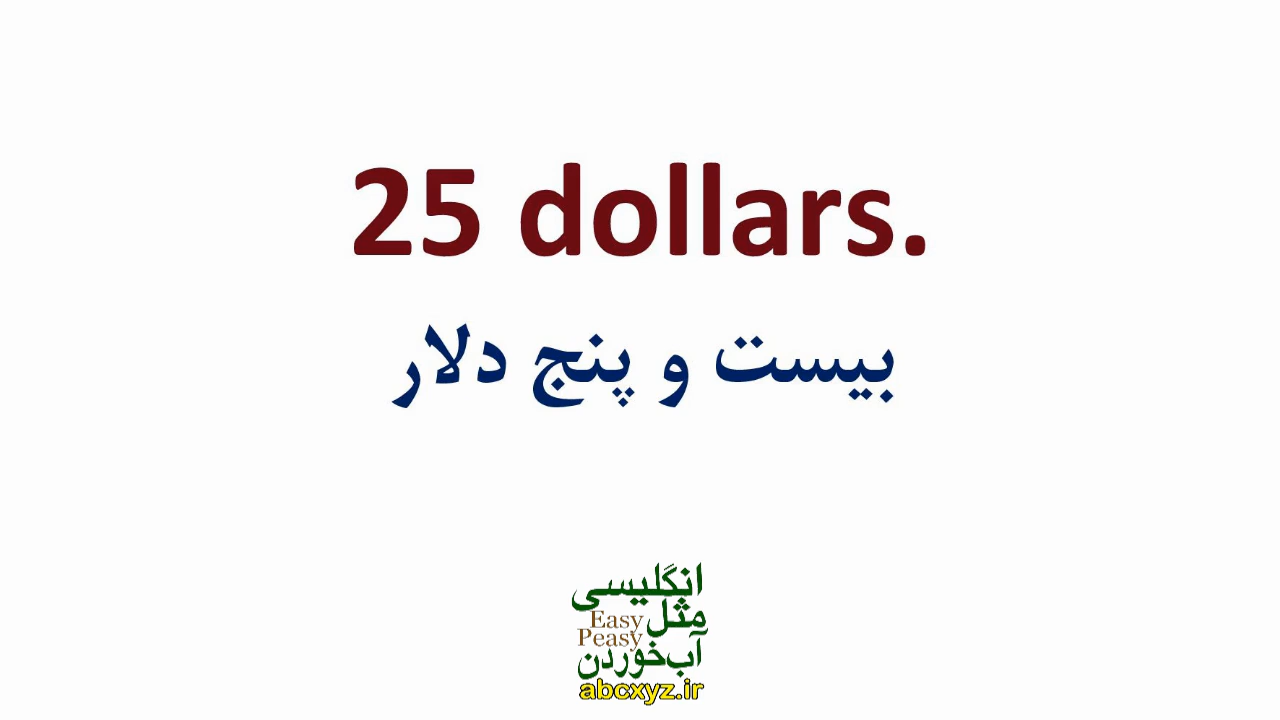 25 dollars.
بیست و پنج دلار
انگلیسی
مثل
Easy
Peasy
آب‌خوردن
abcxyz.ir